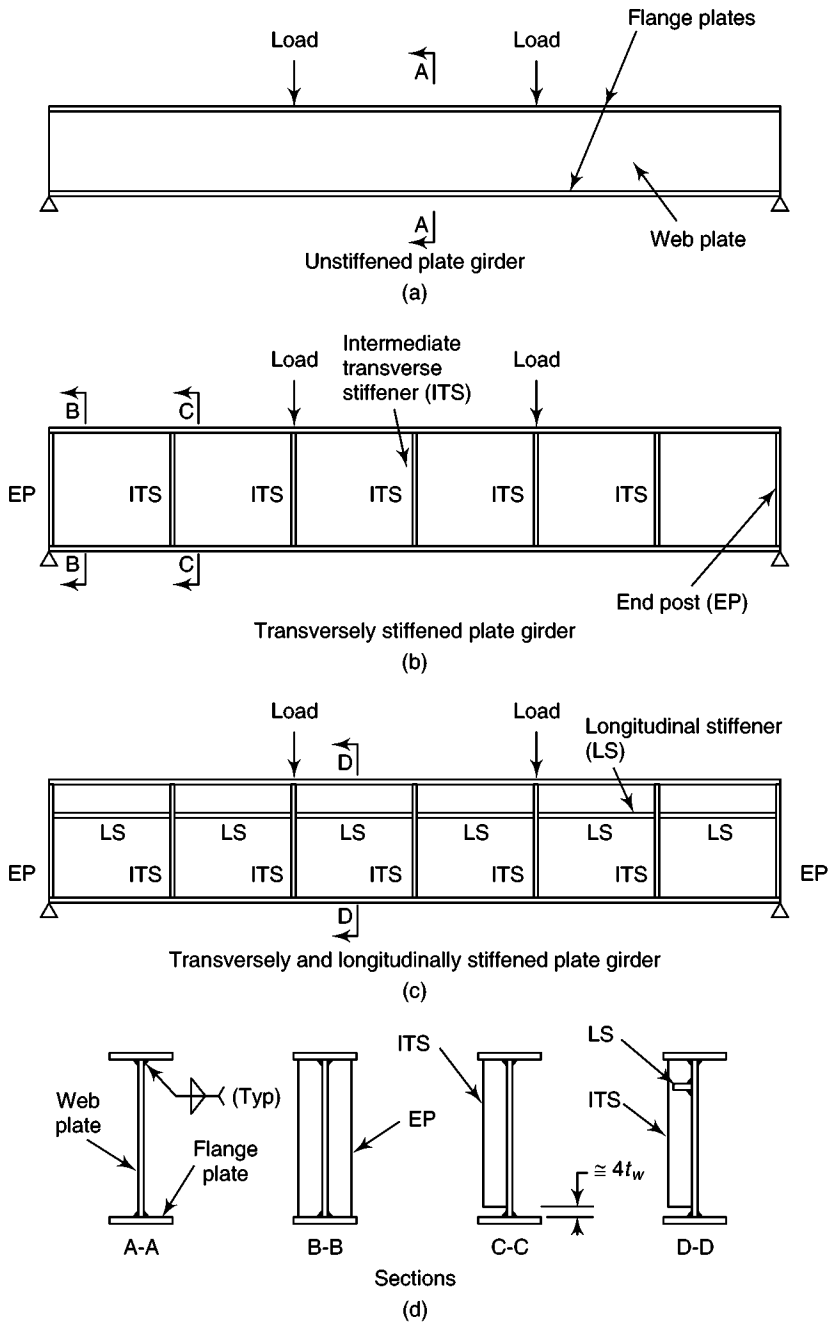 Load
Load
Flange plates
A
A
Web plate
Unstiffened plate girder
(a)
Intermediate
transverse
stiffener (ITS)
Load
Load
B
C
EP
ITS
ITS
ITS
ITS
ITS
B
C
End post (EP)
Transversely stiffened plate girder
(b)
Load
Load
Longitudinal stiffener
(LS)
D
LS
LS
LS
LS
LS
LS
EP
ITS
ITS
ITS
ITS
ITS
EP
D
Transversely and longitudinally stiffened plate girder
(c)
Web
plate
(Typ)
Flange
plate
A-A
EP
B-B
ITS
≅ 4tw
C-C
LS
ITS
D-D
Sections
(d)